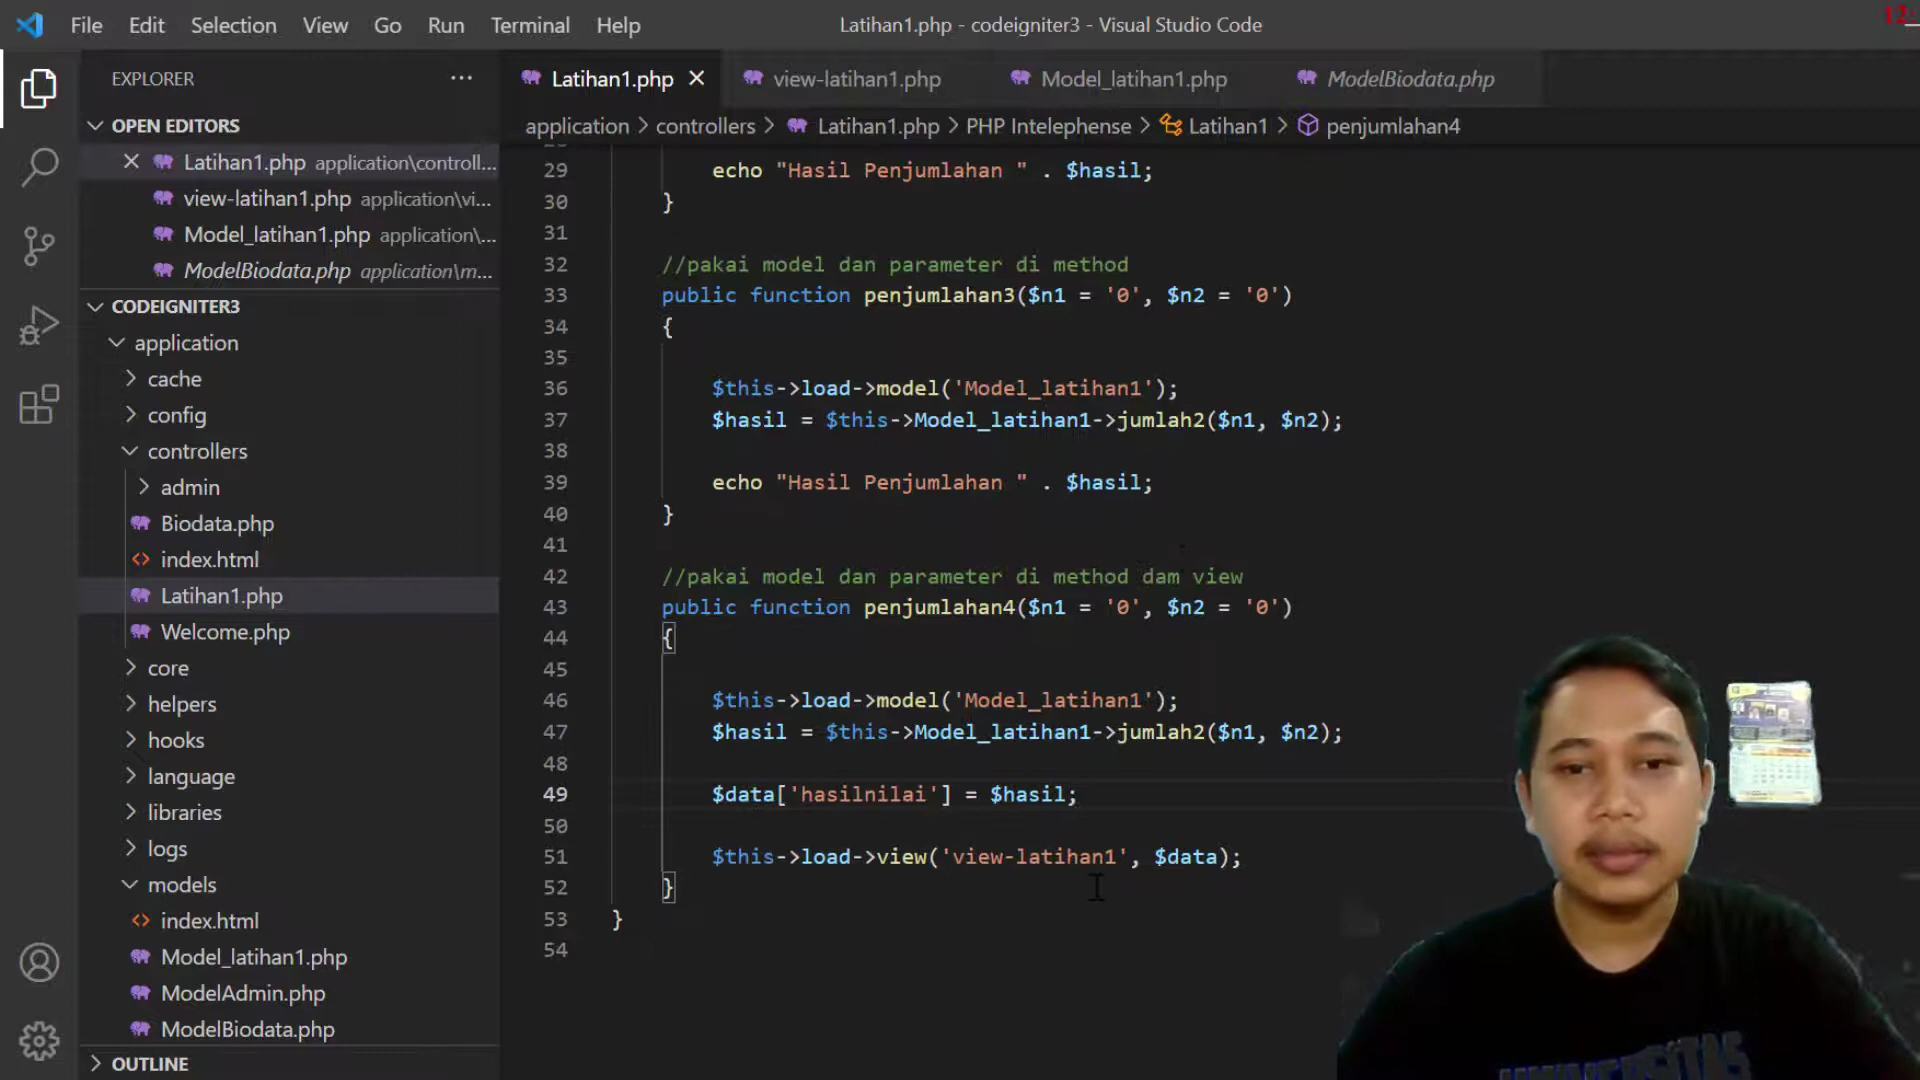 File Edit Selection View Go Run Terminal Help
Latihan1.php - codeigniter3 - Visual Studio Code
EXPLORER ...
OPEN EDITORS
Latihan1.php application\controll...
view-latihan1.php application\vi...
Model_latihan1.php application\...
ModelBiodata.php application\m...
CODEIGNITER3
application
cache
config
controllers
admin
Biodata.php
index.html
Latihan1.php
Welcome.php
core
helpers
hooks
language
libraries
logs
models
index.html
Model_latihan1.php
ModelAdmin.php
ModelBiodata.php
OUTLINE
Latihan1.php view-latihan1.php Model_latihan1.php ModelBiodata.php
application > controllers > Latihan1.php > PHP Intelephense > Latihan1 > penjumlahan4
29 echo "Hasil Penjumlahan " . $hasil;
30 }
31
32 //pakai model dan parameter di method
33 public function penjumlahan3($n1 = '0', $n2 = '0')
34 {
35
36 $this->load->model('Model_latihan1');
37 $hasil = $this->Model_latihan1->jumlah2($n1, $n2);
38
39 echo "Hasil Penjumlahan " . $hasil;
40 }
41
42 //pakai model dan parameter di method dam view
43 public function penjumlahan4($n1 = '0', $n2 = '0')
44 {
45
46 $this->load->model('Model_latihan1');
47 $hasil = $this->Model_latihan1->jumlah2($n1, $n2);
48
49 $data['hasilnilai'] = $hasil;
50
51 $this->load->view('view-latihan1', $data);
52 }
53 }
54